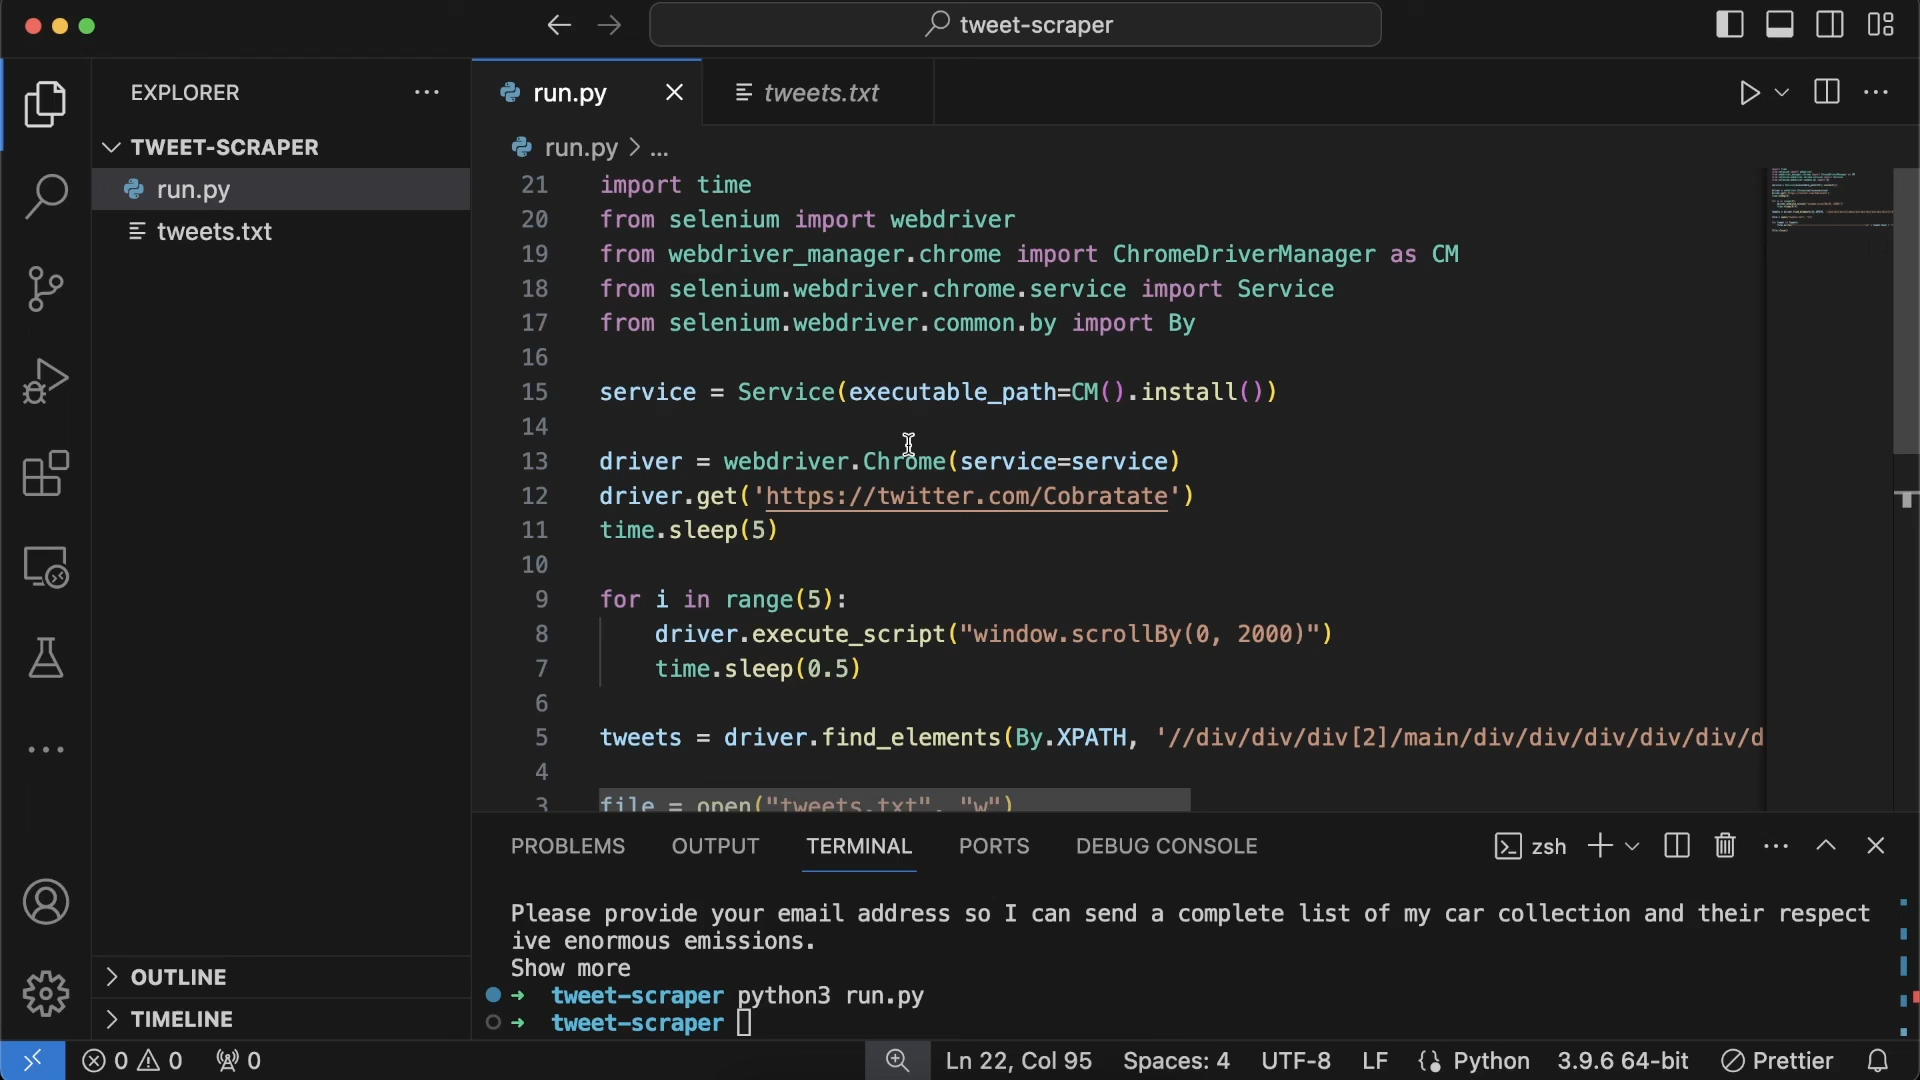 tweet-scraper
EXPLORER
run.py
tweets.txt
TWEET-SCRAPER
run.py
tweets.txt
run.py > ...
21 import time
20 from selenium import webdriver
19 from webdriver_manager.chrome import ChromeDriverManager as CM
18 from selenium.webdriver.chrome.service import Service
17 from selenium.webdriver.common.by import By
16
15 service = Service(executable_path=CM().install())
14
13 driver = webdriver.Chrome(service=service)
12 driver.get('https://twitter.com/Cobratate')
11 time.sleep(5)
10
9 for i in range(5):
8 driver.execute_script("window.scrollBy(0, 2000)")
7 time.sleep(0.5)
6
5 tweets = driver.find_elements(By.XPATH, '//div/div/div[2]/main/div/div/div/div/div/d
4
3 file = open("tweets.txt", "w")
PROBLEMS OUTPUT TERMINAL PORTS DEBUG CONSOLE zsh
Please provide your email address so I can send a complete list of my car collection and their respect
ive enormous emissions.
Show more
tweet-scraper python3 run.py
tweet-scraper
OUTLINE
TIMELINE
0 0 0 Ln 22, Col 95 Spaces: 4 UTF-8 LF Python 3.9.6 64-bit Prettier